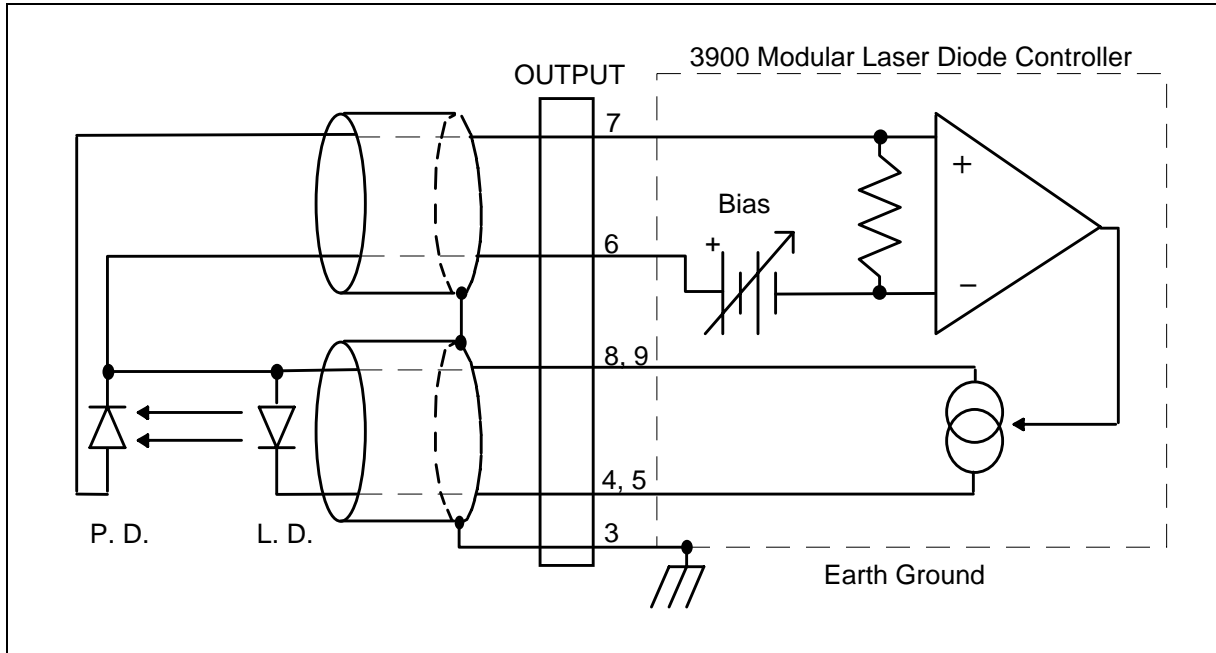 3900 Modular Laser Diode Controller
OUTPUT
7
+
Bias
+
6
−
8, 9
4, 5
P. D.
L. D.
3
Earth Ground